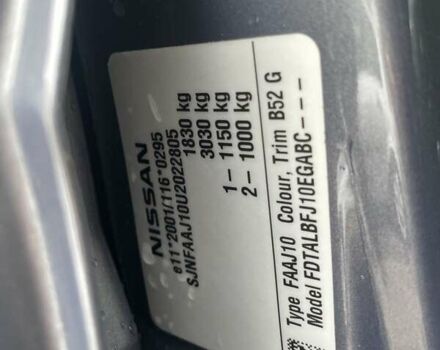 NISSAN
e11*2001/116*0295
SJNFAAJ10U2022805
1830 kg
3030 kg
1– 1150 kg
2– 1000 kg
Type FAAJ10 Colour, Trim B52 G
Model FDTALBFJ10EGABC---